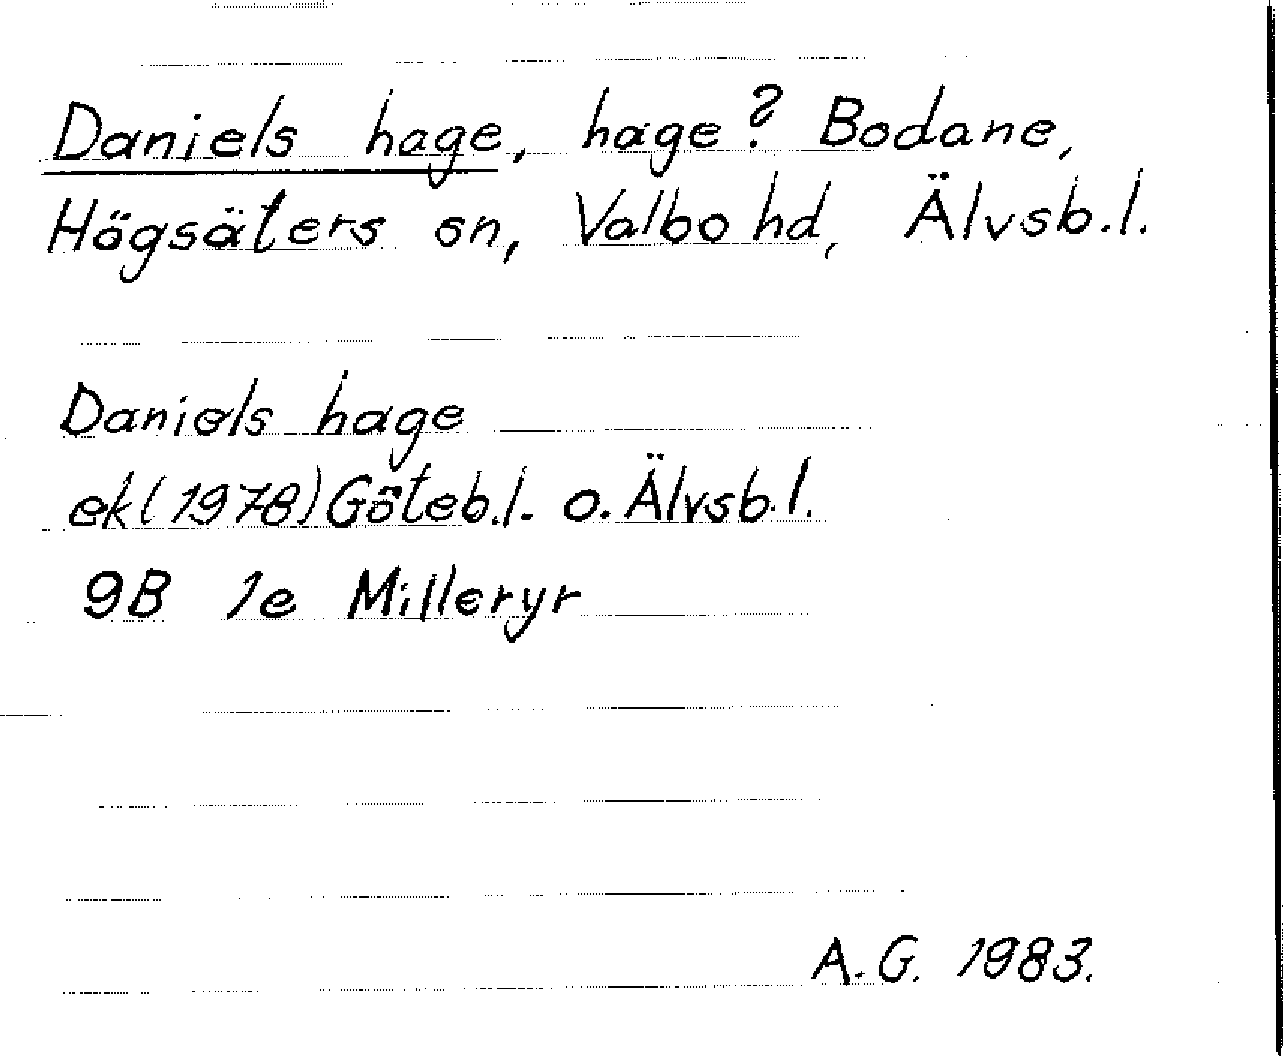 Daniels hage, hage? Bodane,
Högsäters sn, Valbo hd, Älvsb.l.
Daniels hage
ek (1978) Göteb.l. o. Älvsb.l.
9B 1e Milleryr
A.G. 1983.